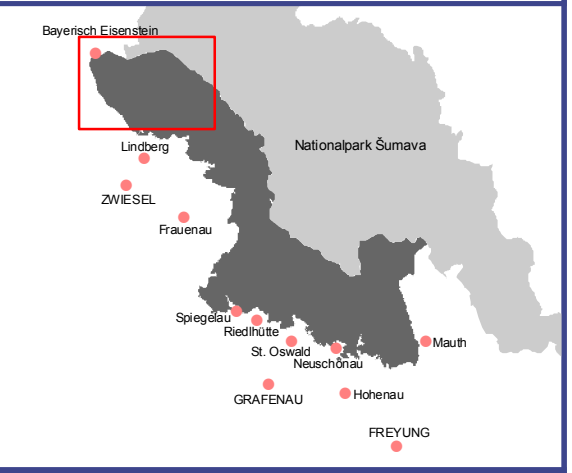 Bayerisch Eisenstein
Nationalpark Šumava
Lindberg
ZWIESEL
Frauenau
Spiegelau
Riedlhütte
St. Oswald
Neuschönau
Mauth
GRAFENAU
Hohenau
FREYUNG